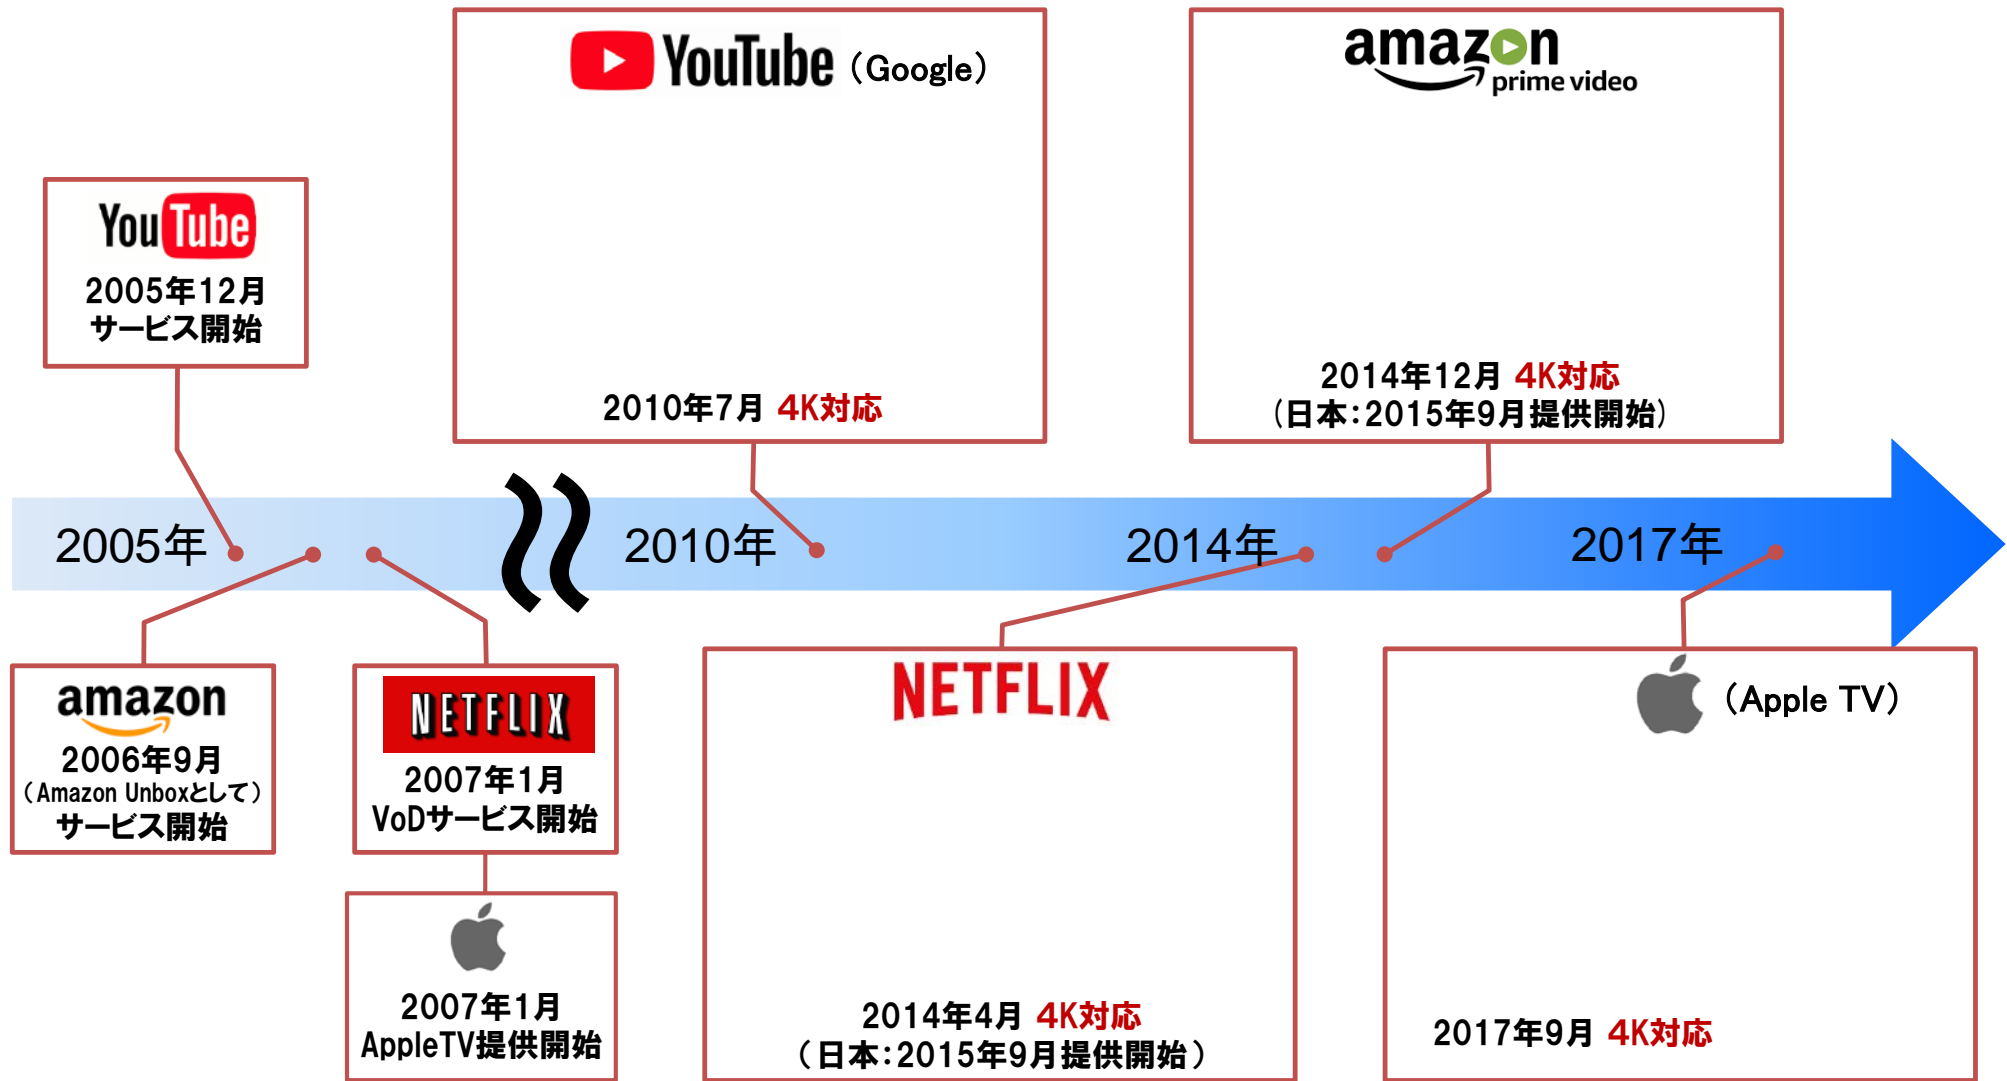 YouTube（Google）
amazon
prime video
YouTube
2005年12月
サービス開始
2010年7月 4K対応
2014年12月 4K対応
（日本：2015年9月提供開始）
2005年
2010年
2014年
2017年
amazon
2006年9月
（Amazon Unboxとして）
サービス開始
NETFLIX
2007年1月
VoDサービス開始
2007年1月
AppleTV提供開始
NETFLIX
2014年4月 4K対応
（日本：2015年9月提供開始）
（Apple TV）
2017年9月 4K対応